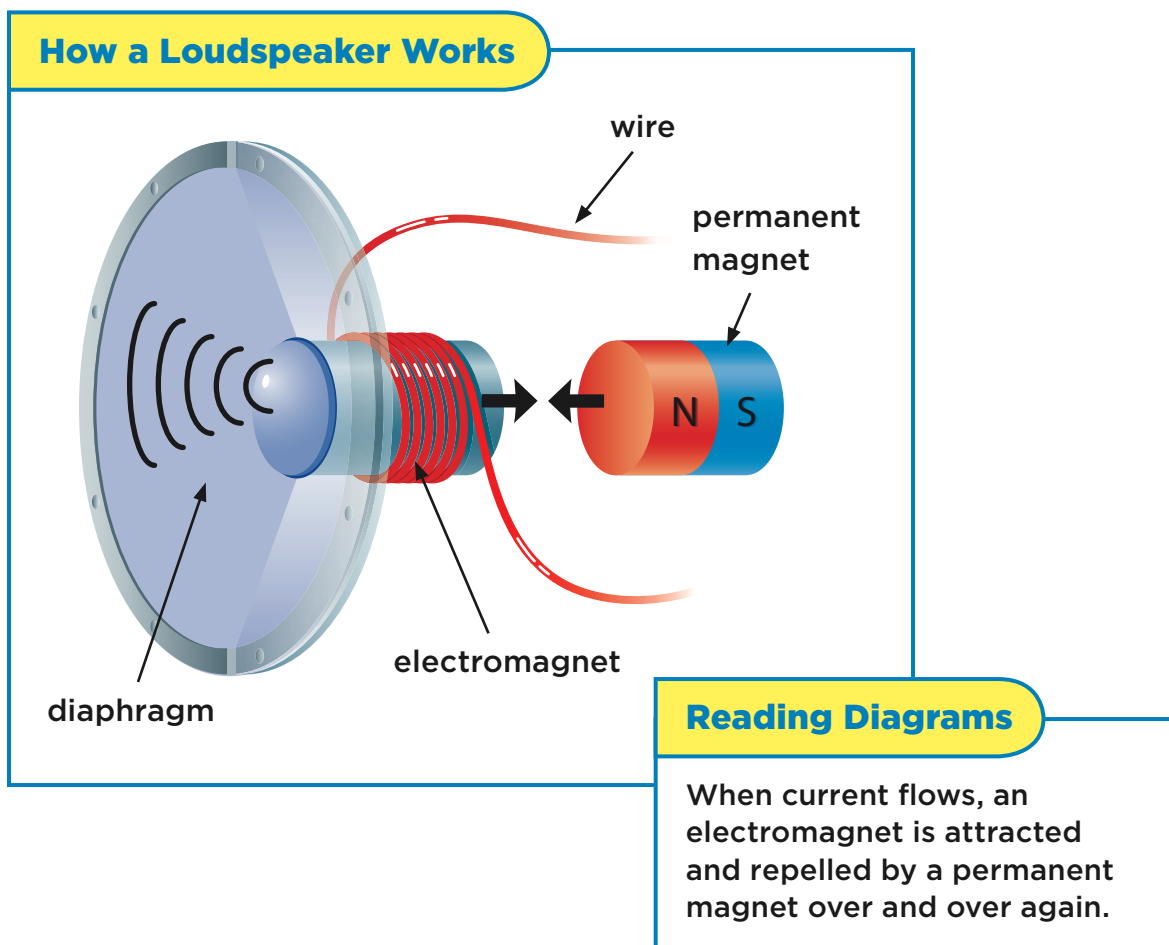 How a Loudspeaker Works
wire
permanent
magnet
N S
electromagnet
diaphragm
Reading Diagrams
When current flows, an
electromagnet is attracted
and repelled by a permanent
magnet over and over again.